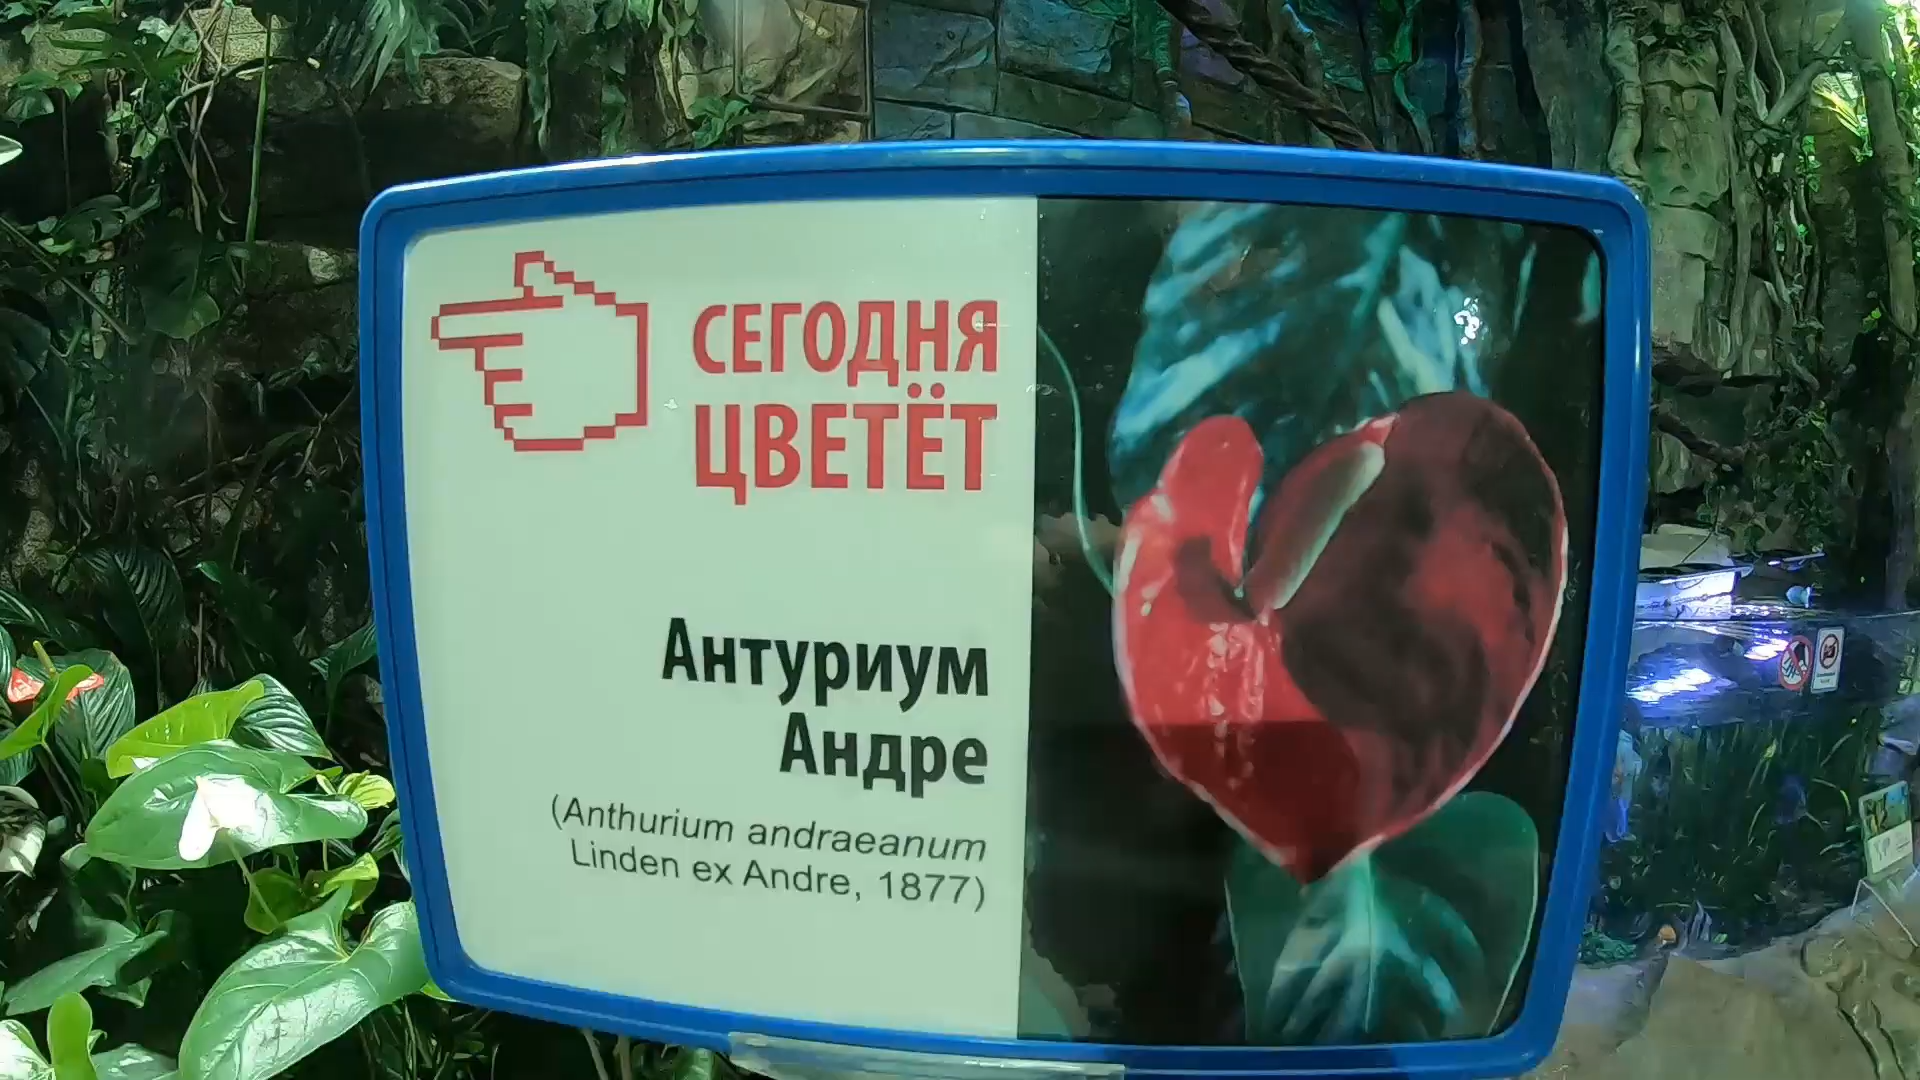 СЕГОДНЯ
ЦВЕТЁТ
Антуриум
Андре
(Anthurium andraeanum
Linden ex Andre, 1877)